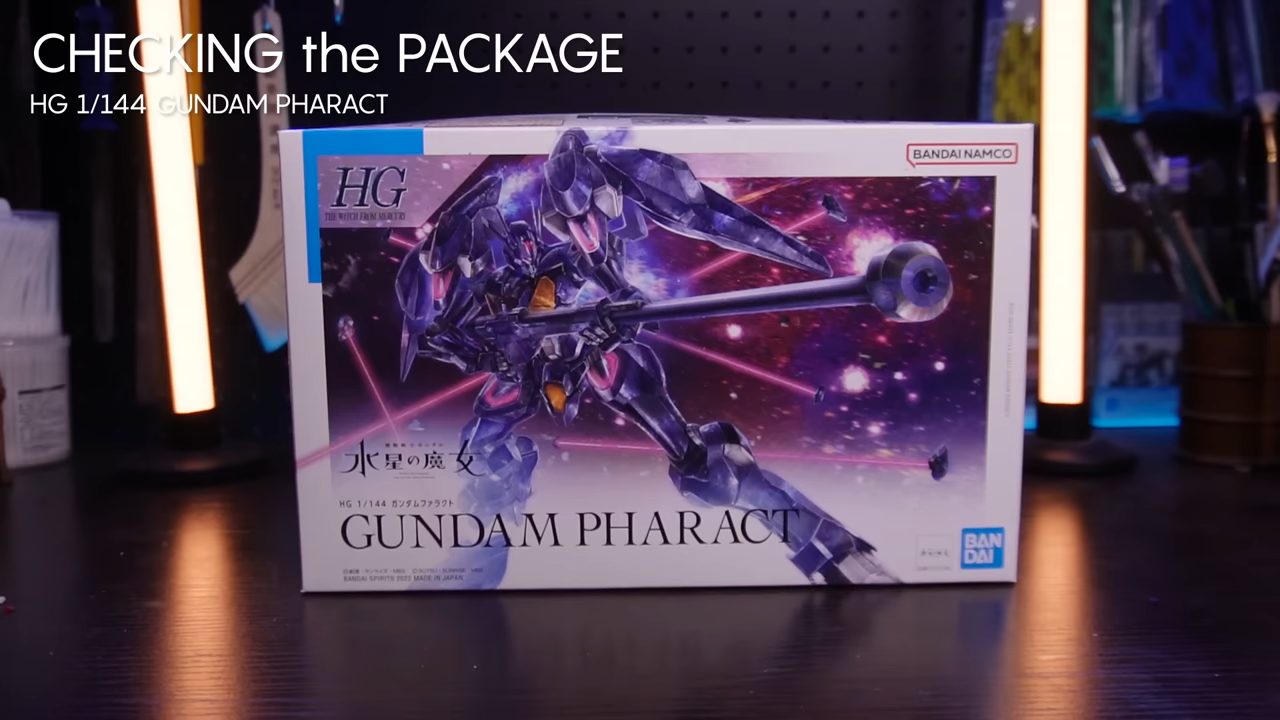 CHECKING the PACKAGE
HG 1/144 GUNDAM PHARACT
BANDAI NAMCO
HG
THE WITCH FROM MERCURY
水星の魔女
HG 1/144 ガンダムファラクト
GUNDAM PHARACT
BAN
DAI
BANDAI SPIRITS 2022 MADE IN JAPAN